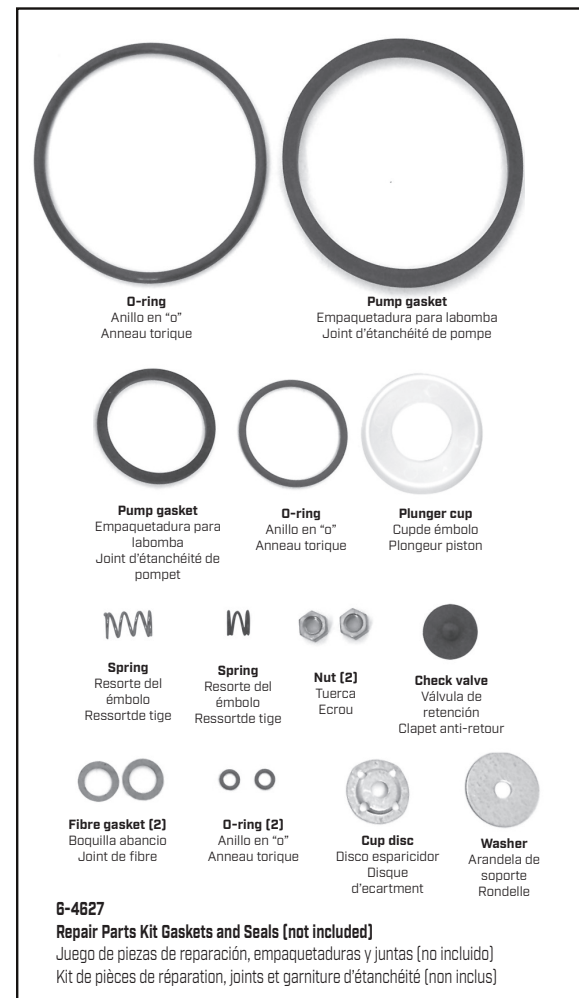 O-ring
Anillo en “o”
Anneau torique
Pump gasket
Empaquetadura para labomba
Joint d’étanchéité de pompe
Pump gasket
Empaquetadura para
labomba
Joint d’étanchéité de
pompet
O-ring
Anillo en “o”
Anneau torique
Plunger cup
Cupde émbolo
Plongeur piston
Spring
Resorte del
émbolo
Ressortde tige
Spring
Resorte del
émbolo
Ressortde tige
Nut (2)
Tuerca
Ecrou
Check valve
Válvula de
retención
Clapet anti-retour
Fibre gasket (2)
Boquilla abancio
Joint de fibre
O-ring (2)
Anillo en “o”
Anneau torique
Cup disc
Disco esparicidor
Disque
d’ecartment
Washer
Arandela de
soporte
Rondelle
6-4627
Repair Parts Kit Gaskets and Seals (not included)
Juego de piezas de reparación, empaquetaduras y juntas (no incluido)
Kit de pièces de réparation, joints et garniture d’étanchéité (non inclus)